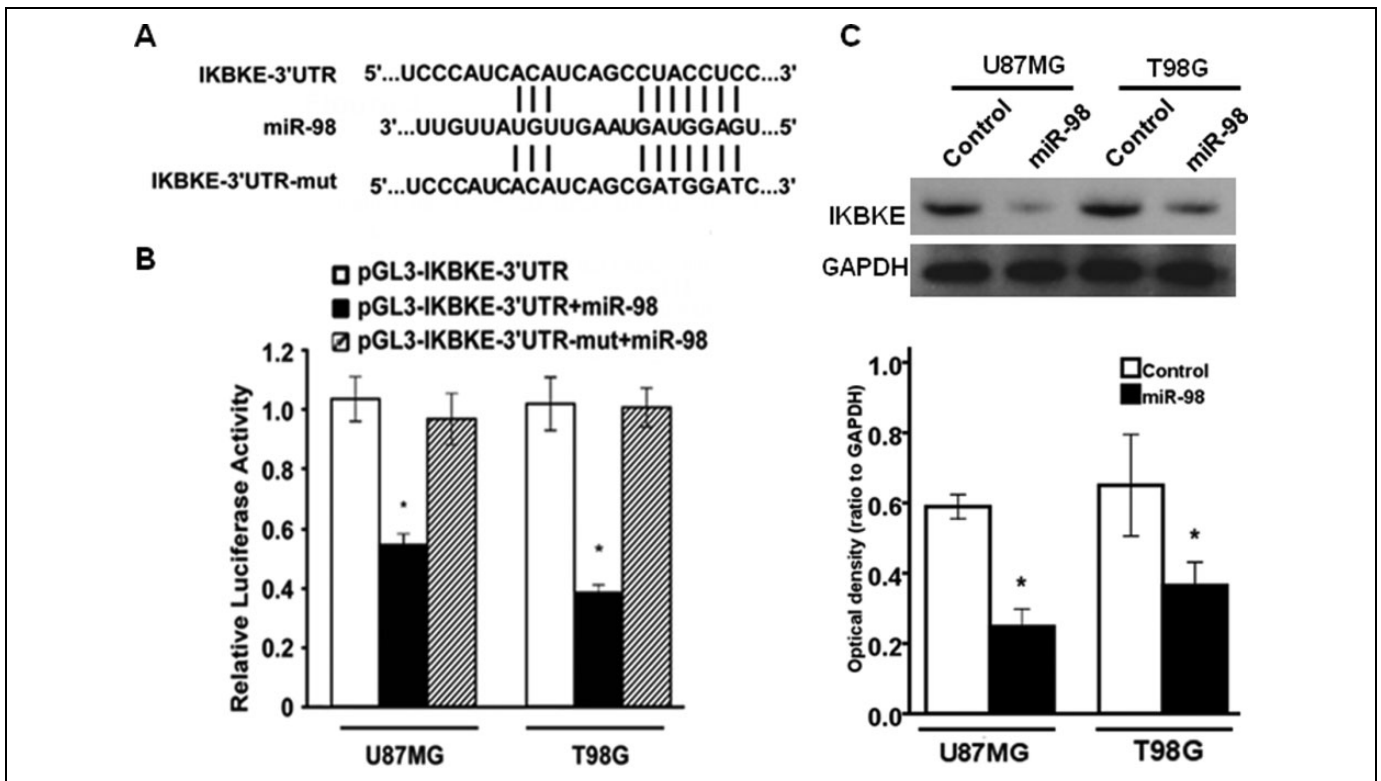 A
IKBKE-3'UTR 5'...UCCCAUCACAUCAGCCUACCUCC...3'
miR-98 3'...UUGUUAUGUUGAAUGAUGGAGU...5'
IKBKE-3'UTR-mut 5'...UCCCAUCACAUCAGCGATGGATC...3'
B
pGL3-IKBKE-3'UTR
pGL3-IKBKE-3'UTR+miR-98
pGL3-IKBKE-3'UTR-mut+miR-98
Relative Luciferase Activity
1.2
1.0
0.8
0.6
0.4
0.2
0
*
*
U87MG T98G
C
U87MG T98G
Control miR-98 Control miR-98
IKBKE
GAPDH
Optical density (ratio to GAPDH)
1.0
0.8
0.6
0.4
0.2
0.0
Control
miR-98
*
*
U87MG T98G